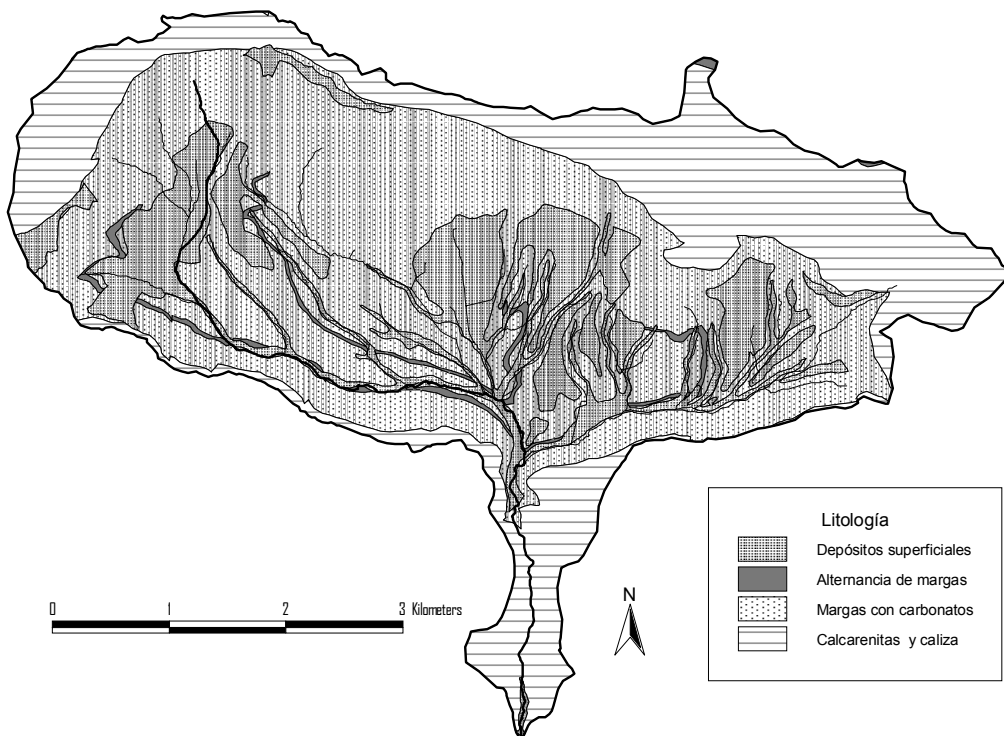 Litología
Depósitos superficiales
Alternancia de margas
Margas con carbonatos
Calcarenitas y caliza
0 1 2 3 Kilometers
N